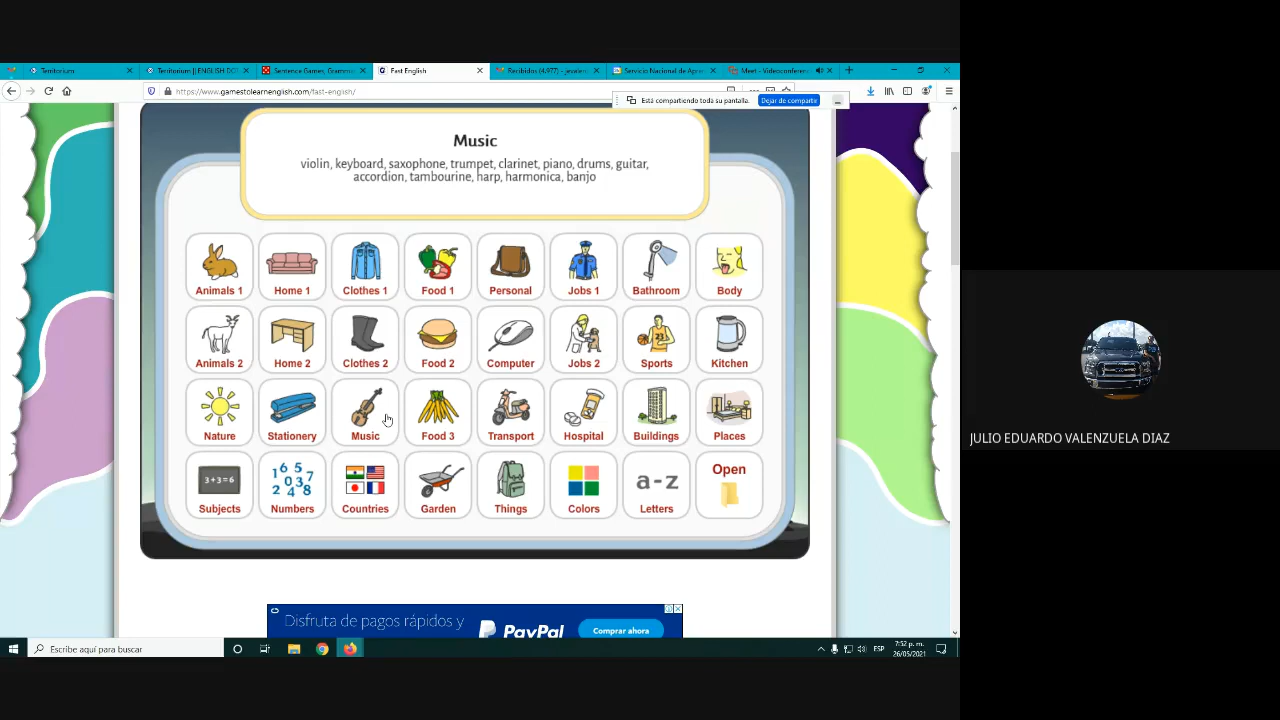 Territorium
Territorium || ENGLISH DOT
Sentence Games, Gramma
Fast English
Recibidos (4.977) - javalen
Servicio Nacional de Apren
Meet – Videoconferenc
https://www.gamestolearnenglish.com/fast-english/
Está compartiendo toda su pantalla.
Dejar de compartir
Music
violin, keyboard, saxophone, trumpet, clarinet, piano, drums, guitar,
accordion, tambourine, harp, harmonica, banjo
Animals 1 Home 1 Clothes 1 Food 1 Personal Jobs 1 Bathroom Body
23
Animals 2 Home 2 Clothes 2 Food 2 Computer Jobs 2 Sports Kitchen
Nature Stationery Music Food 3 Transport Hospital Buildings Places
Open
3+3=6
1 6 5 7 0 3 2 4 8
a-z
Subjects Numbers Countries Garden Things Colors Letters
JULIO EDUARDO VALENZUELA DIAZ
Disfruta de pagos rápidos y
PayPal
Comprar ahora
Escribe aquí para buscar
ESP
7:52 p. m.
26/05/2021